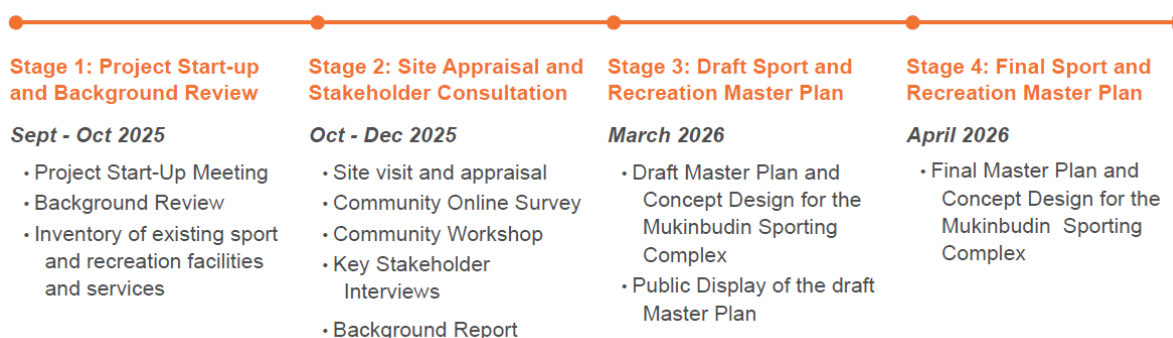 Stage 1: Project Start-up
and Background Review
Sept - Oct 2025
• Project Start-Up Meeting
• Background Review
• Inventory of existing sport
and recreation facilities
and services
Stage 2: Site Appraisal and
Stakeholder Consultation
Oct - Dec 2025
• Site visit and appraisal
• Community Online Survey
• Community Workshop
• Key Stakeholder
Interviews
• Background Report
Stage 3: Draft Sport and
Recreation Master Plan
March 2026
• Draft Master Plan and
Concept Design for the
Mukinbudin Sporting
Complex
• Public Display of the draft
Master Plan
Stage 4: Final Sport and
Recreation Master Plan
April 2026
• Final Master Plan and
Concept Design for the
Mukinbudin Sporting
Complex